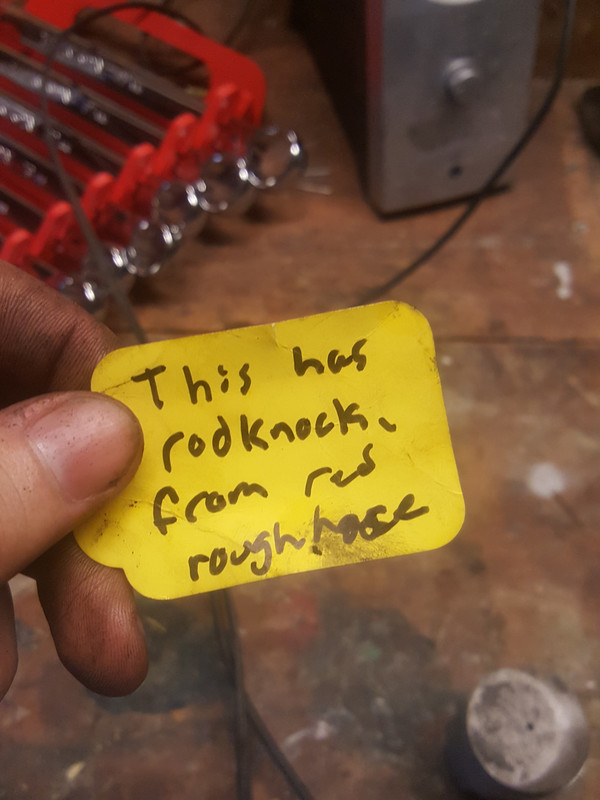 This has
rodknock.
from red
roughhouse